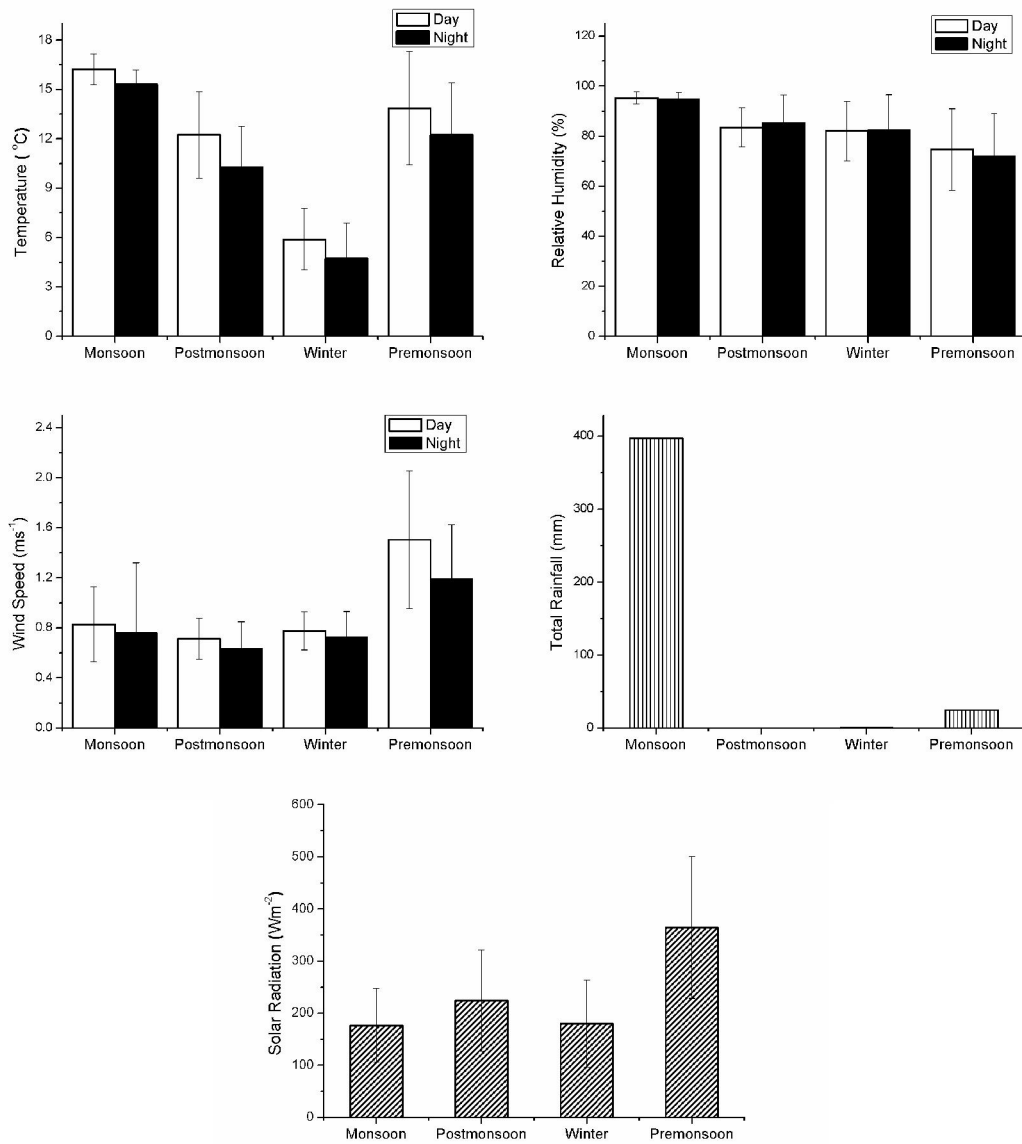 Day
Night
Temperature ( °C)
18
15
12
9
6
3
0
Monsoon Postmonsoon Winter Premonsoon
Day
Night
Relative Humidity (%)
120
100
80
60
40
20
0
Monsoon Postmonsoon Winter Premonsoon
Day
Night
Wind Speed (ms⁻¹)
2.4
2.0
1.6
1.2
0.8
0.4
0.0
Monsoon Postmonsoon Winter Premonsoon
Total Rainfall (mm)
400
300
200
100
0
Monsoon Postmonsoon Winter Premonsoon
Solar Radiation (Wm⁻²)
600
500
400
300
200
100
0
Monsoon Postmonsoon Winter Premonsoon